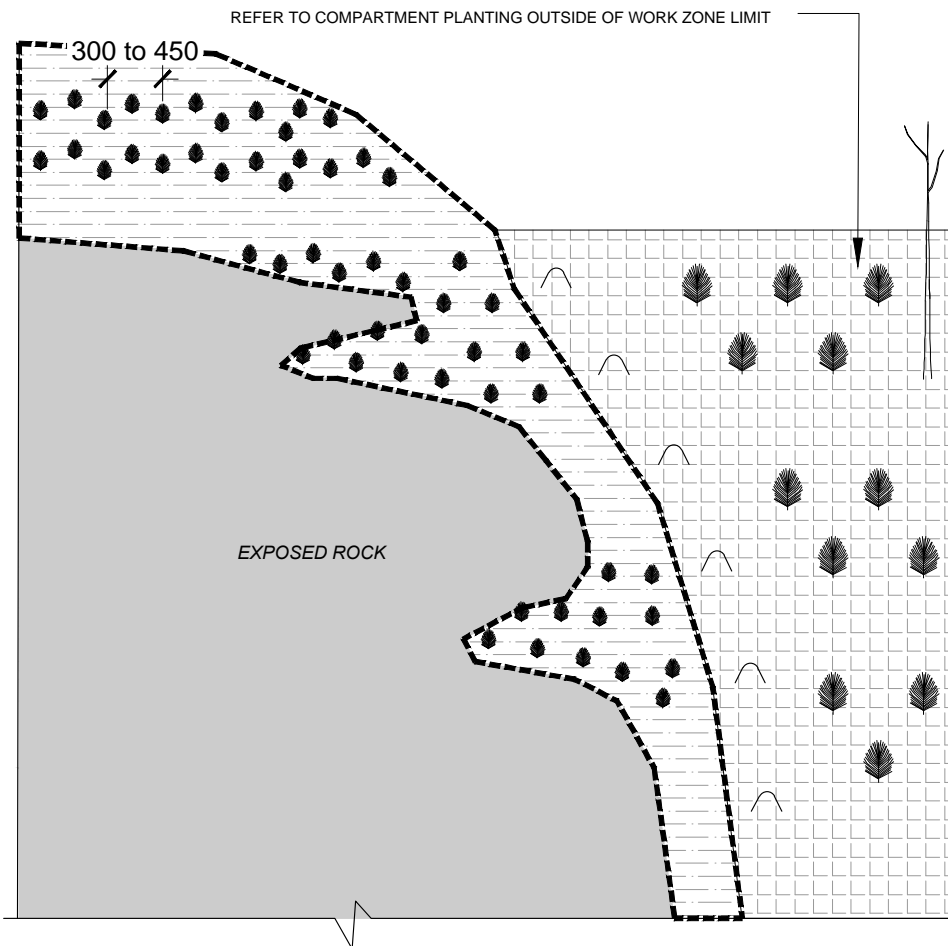 REFER TO COMPARTMENT PLANTING OUTSIDE OF WORK ZONE LIMIT
300 to 450
EXPOSED ROCK